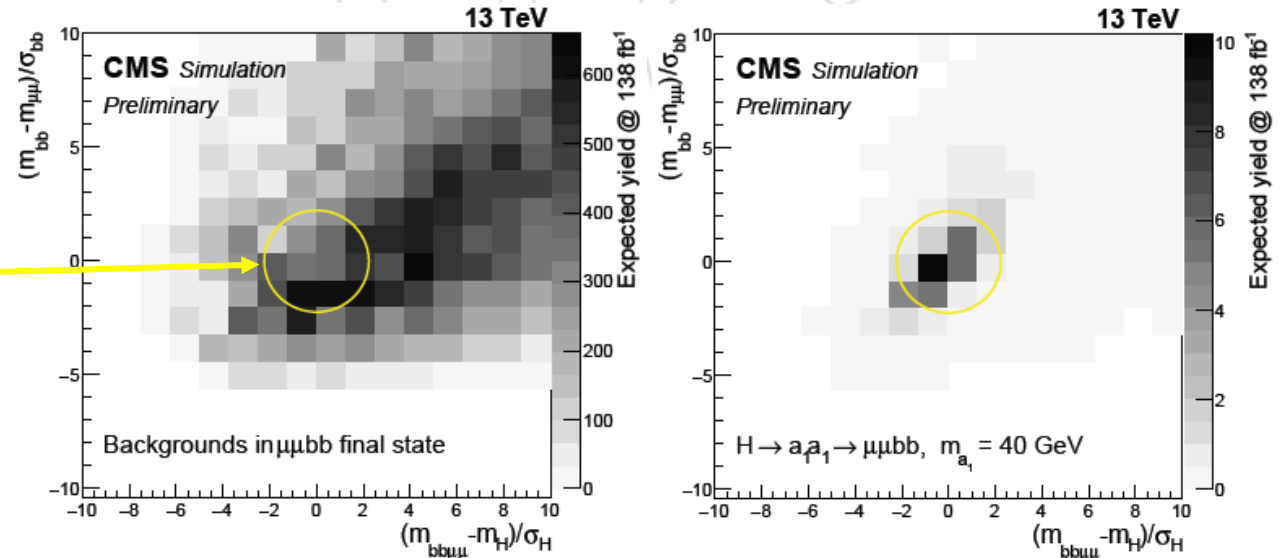 13 TeV
CMS Simulation
Preliminary
(m_bb-m_μμ)/σ_bb
10
5
0
−5
−10
−10 −8 −6 −4 −2 0 2 4 6 8 10
(m_bbμμ-m_H)/σ_H
Backgrounds in μμbb final state
600
500
400
300
200
100
0
Expected yield @ 138 fb⁻¹
13 TeV
CMS Simulation
Preliminary
(m_bb-m_μμ)/σ_bb
10
5
0
−5
−10
−10 −8 −6 −4 −2 0 2 4 6 8 10
(m_bbμμ-m_H)/σ_H
H → a₁a₁ → μμbb, m_a₁ = 40 GeV
10
8
6
4
2
0
Expected yield @ 138 fb⁻¹